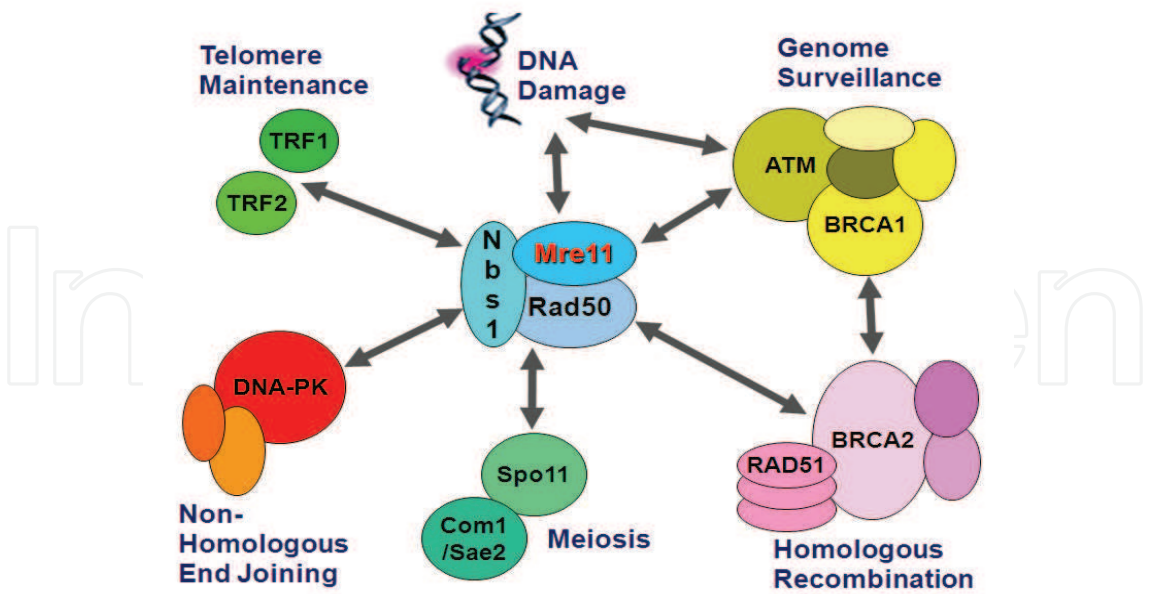 Telomere
Maintenance
TRF1
TRF2
DNA
Damage
Genome
Surveillance
ATM
BRCA1
N
b
s
1
Mre11
Rad50
DNA-PK
Non-
Homologous
End Joining
Spo11
Com1
/Sae2
Meiosis
BRCA2
RAD51
Homologous
Recombination